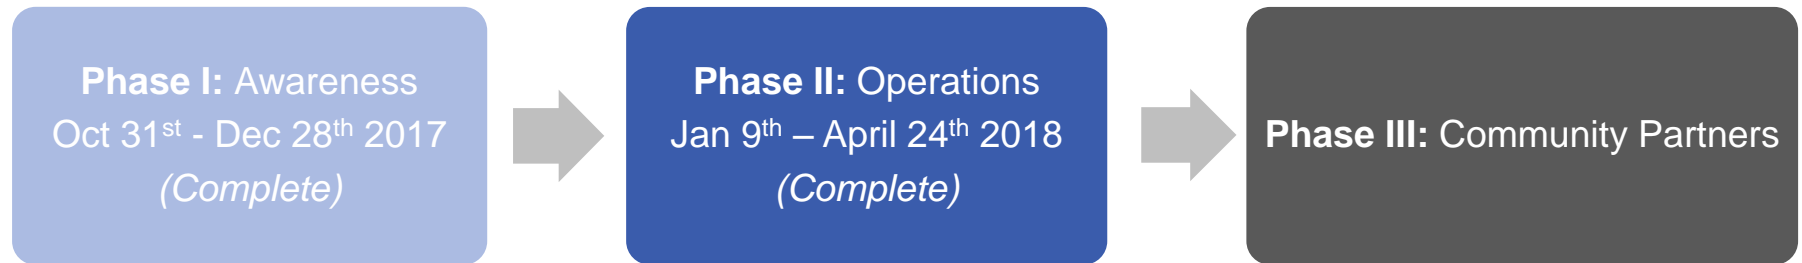 Phase I: Awareness
Oct 31st - Dec 28th 2017
(Complete)
Phase II: Operations
Jan 9th – April 24th 2018
(Complete)
Phase III: Community Partners